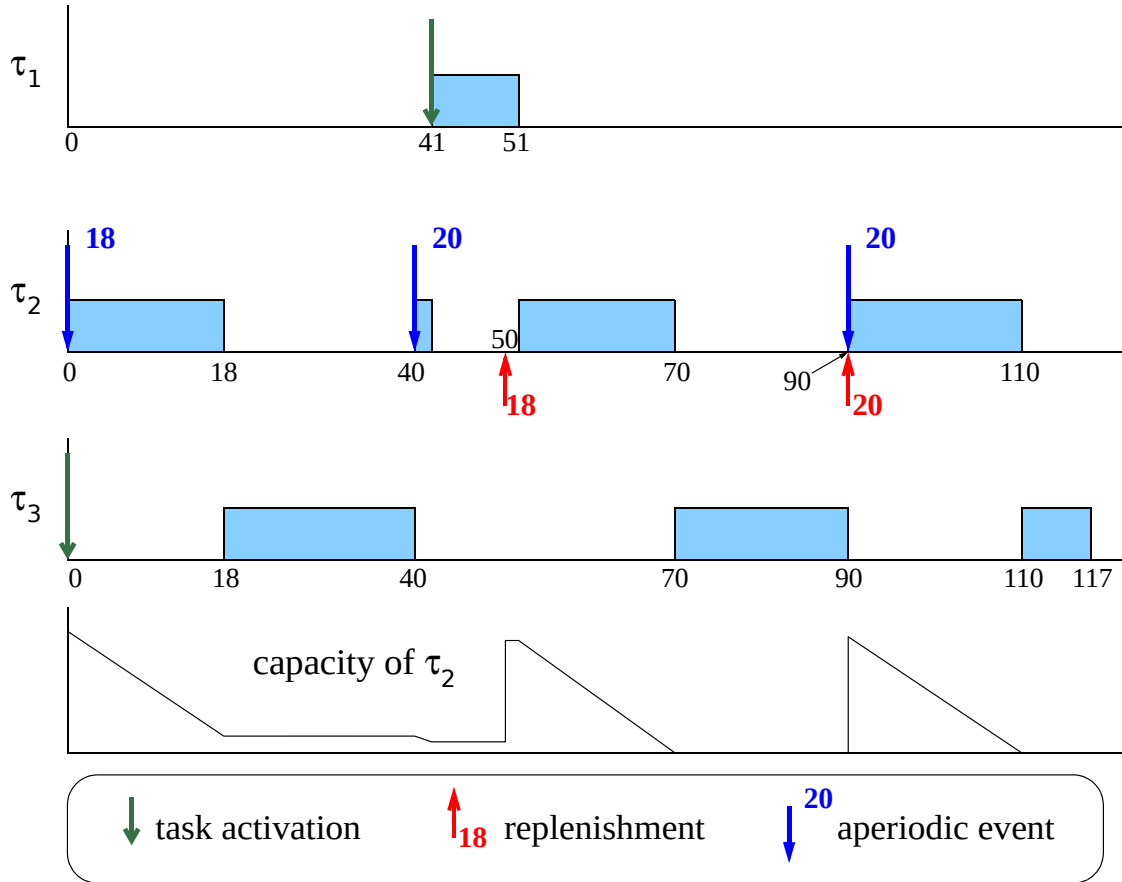 τ1
0 41 51
18 20 20
τ2
50
0 18 40 70 90 110
18 20
τ3
0 18 40 70 90 110 117
capacity of τ2
task activation
18 replenishment
20 aperiodic event